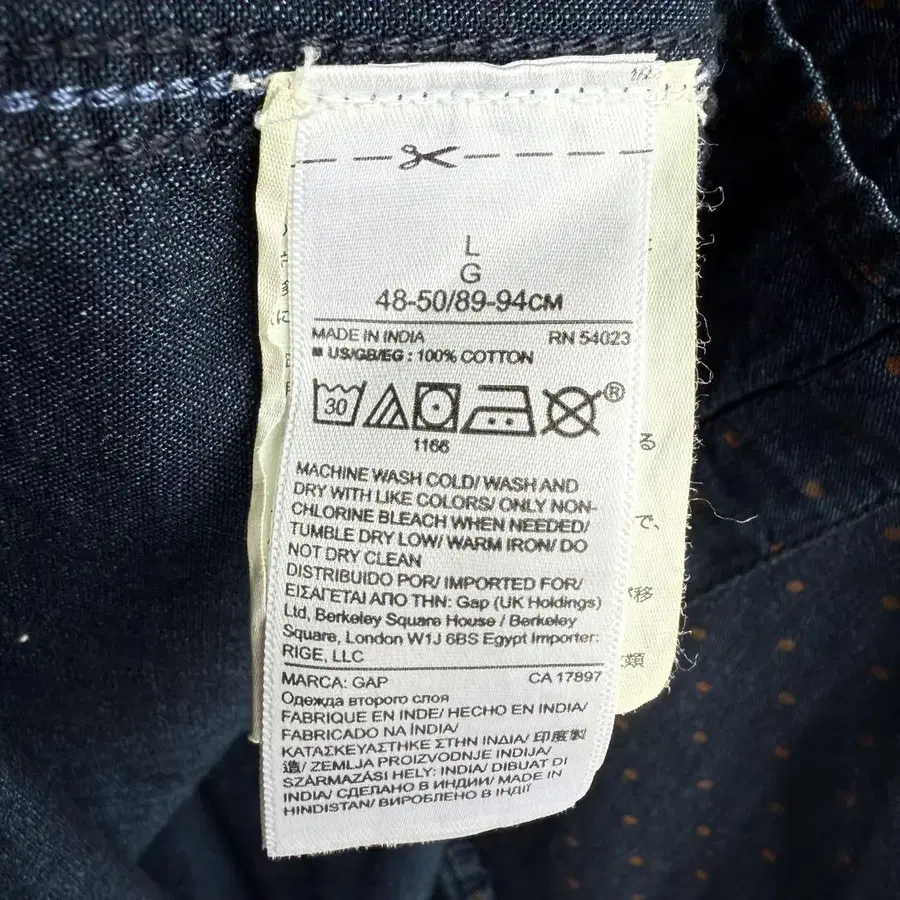 L
G
48-50/89-94CM
MADE IN INDIA RN 54023
■ US/GB/EG : 100% COTTON
30 ®
1166
MACHINE WASH COLD/ WASH AND
DRY WITH LIKE COLORS/ ONLY NON-
CHLORINE BLEACH WHEN NEEDED/
TUMBLE DRY LOW/ WARM IRON/ DO
NOT DRY CLEAN
DISTRIBUIDO POR/ IMPORTED FOR/
ΕΙΣΑΓΕΤΑΙ ΑΠΟ ΤΗΝ: Gap (UK Holdings)
Ltd, Berkeley Square House / Berkeley
Square, London W1J 6BS Egypt Importer:
RIGE, LLC
MARCA: GAP CA 17897
Одежда второго слоя
FABRIQUE EN INDE/ HECHO EN INDIA/
FABRICADO NA ÍNDIA/
ΚΑΤΑΣΚΕΥΑΣΤΗΚΕ ΣΤΗΝ ΙΝΔΙΑ/ 印度製
造/ ZEMLJA PROIZVODNJE INDIJA/
SZÁRMAZÁSI HELY: INDIA/ DIBUAT DI
INDIA/ СДЕЛАНО В ИНДИИ/ MADE IN
HINDISTAN/ ВИРОБЛЕНО В ІНДІЇ
る
で、
移
類